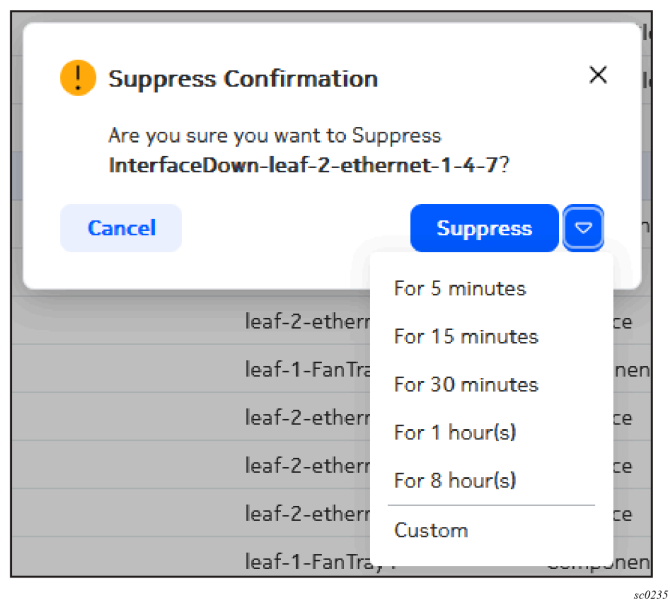 Suppress Confirmation
Are you sure you want to Suppress
InterfaceDown-leaf-2-ethernet-1-4-7?
Cancel
Suppress
For 5 minutes
For 15 minutes
For 30 minutes
For 1 hour(s)
For 8 hour(s)
Custom
leaf-2-ethern
leaf-1-FanTra
leaf-2-ethern
leaf-2-ethern
leaf-2-ethern
leaf-1-FanTray
sc0235